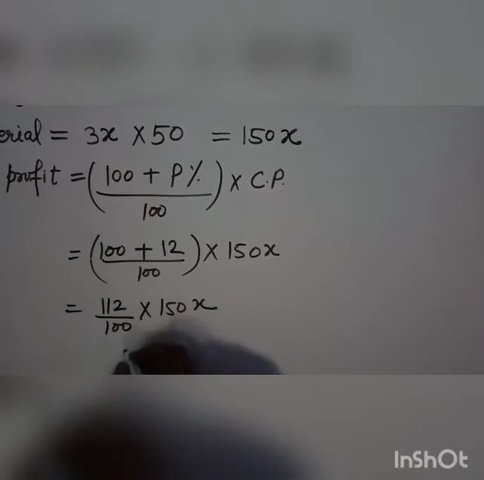 erial = 3x × 50 = 150x
profit = (100 + P% / 100) × C.P.
= (100 + 12 / 100) × 150x
= 112/100 × 150x
InShOt